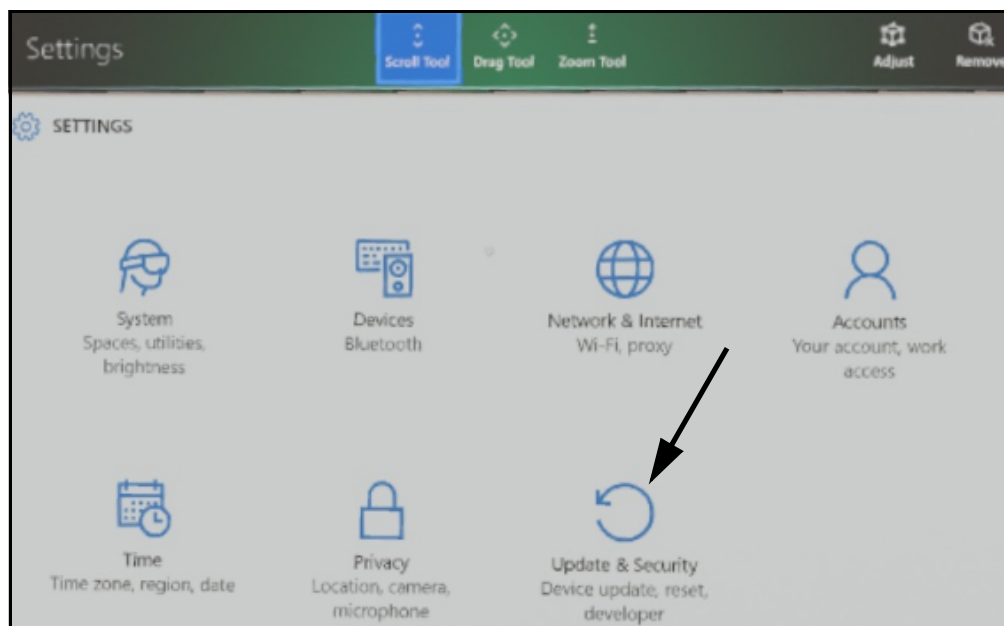 Settings
Scroll Tool
Drag Tool
Zoom Tool
Adjust
Remove
SETTINGS
System
Spaces, utilities,
brightness
Devices
Bluetooth
Network & Internet
Wi-Fi, proxy
Accounts
Your account, work
access
Time
Time zone, region, date
Privacy
Location, camera,
microphone
Update & Security
Device update, reset,
developer